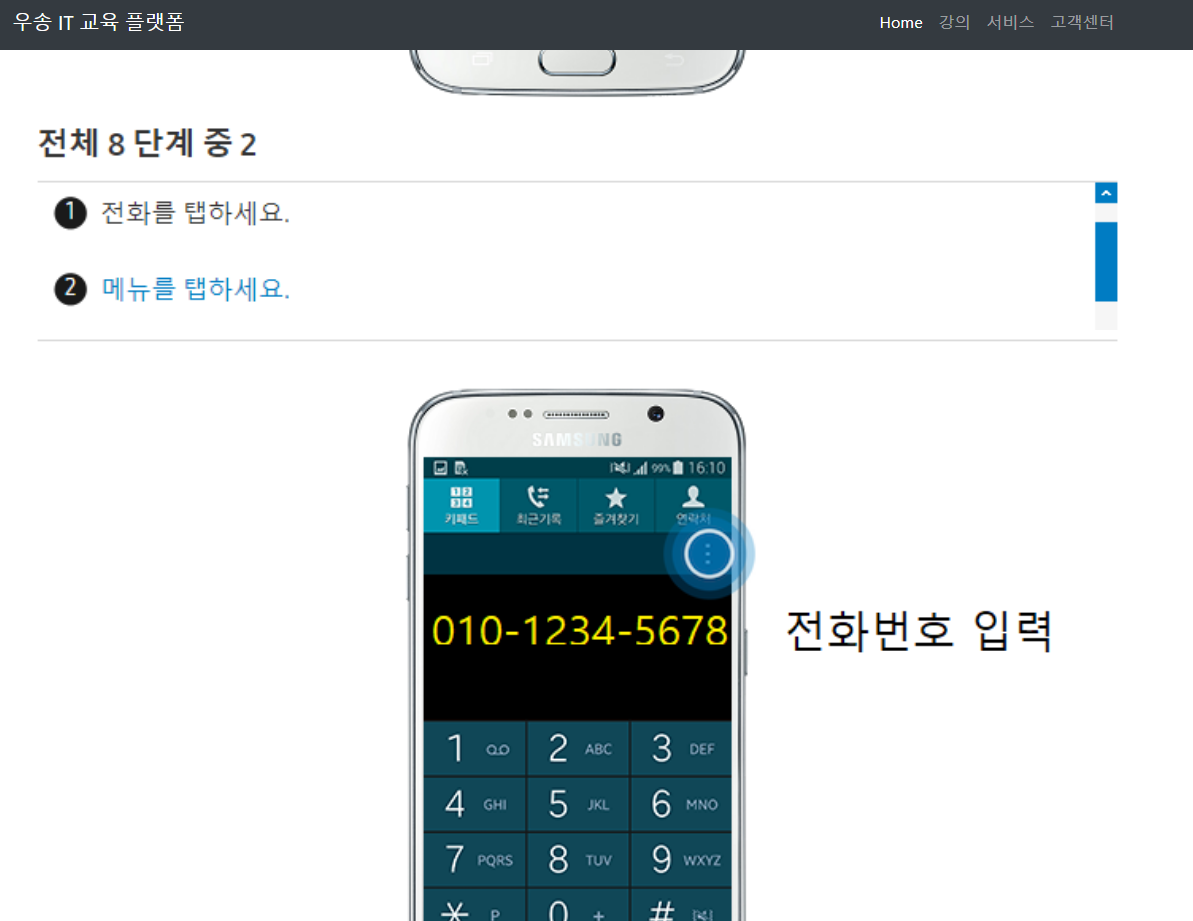 우송 IT 교육 플랫폼
Home 강의 서비스 고객센터
전체 8 단계 중 2
1 전화를 탭하세요.
2 메뉴를 탭하세요.
SAMSUNG
99% 16:10
키패드 최근기록 즐겨찾기 연락처
010-1234-5678
전화번호 입력
1 2 ABC 3 DEF
4 GHI 5 JKL 6 MNO
7 PQRS 8 TUV 9 WXYZ
* P 0 + #